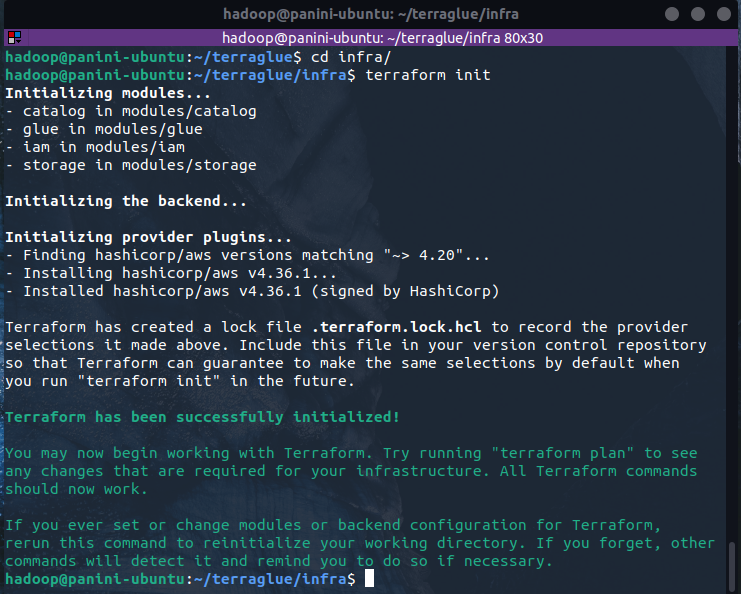 hadoop@panini-ubuntu: ~/terraglue/infra
hadoop@panini-ubuntu: ~/terraglue/infra 80x30
hadoop@panini-ubuntu:~/terraglue$ cd infra/
hadoop@panini-ubuntu:~/terraglue/infra$ terraform init
Initializing modules...
- catalog in modules/catalog
- glue in modules/glue
- iam in modules/iam
- storage in modules/storage
Initializing the backend...
Initializing provider plugins...
- Finding hashicorp/aws versions matching "~> 4.20"...
- Installing hashicorp/aws v4.36.1...
- Installed hashicorp/aws v4.36.1 (signed by HashiCorp)
Terraform has created a lock file .terraform.lock.hcl to record the provider
selections it made above. Include this file in your version control repository
so that Terraform can guarantee to make the same selections by default when
you run "terraform init" in the future.
Terraform has been successfully initialized!
You may now begin working with Terraform. Try running "terraform plan" to see
any changes that are required for your infrastructure. All Terraform commands
should now work.
If you ever set or change modules or backend configuration for Terraform,
rerun this command to reinitialize your working directory. If you forget, other
commands will detect it and remind you to do so if necessary.
hadoop@panini-ubuntu:~/terraglue/infra$